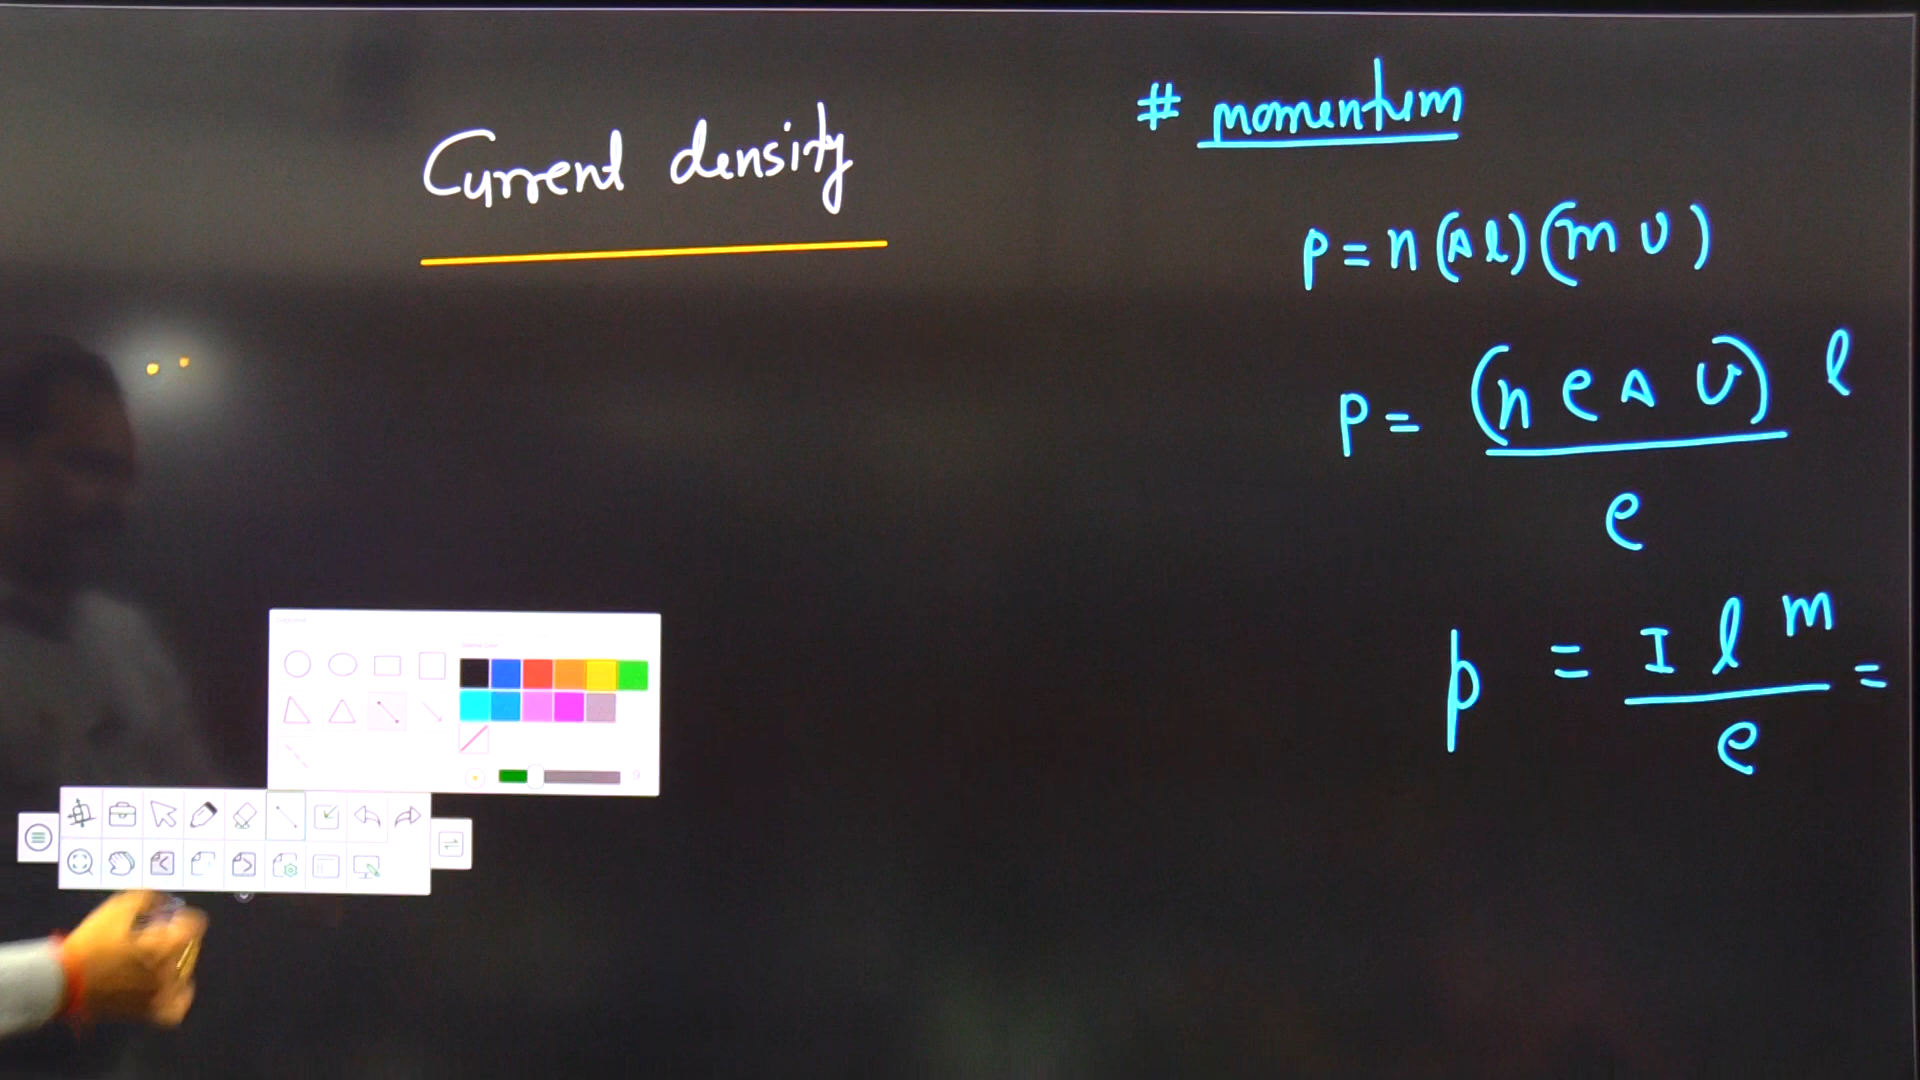 Current density
# momentum
p = n (A l) (m v)
p = (n e A v) l
e
p = I l m =
e